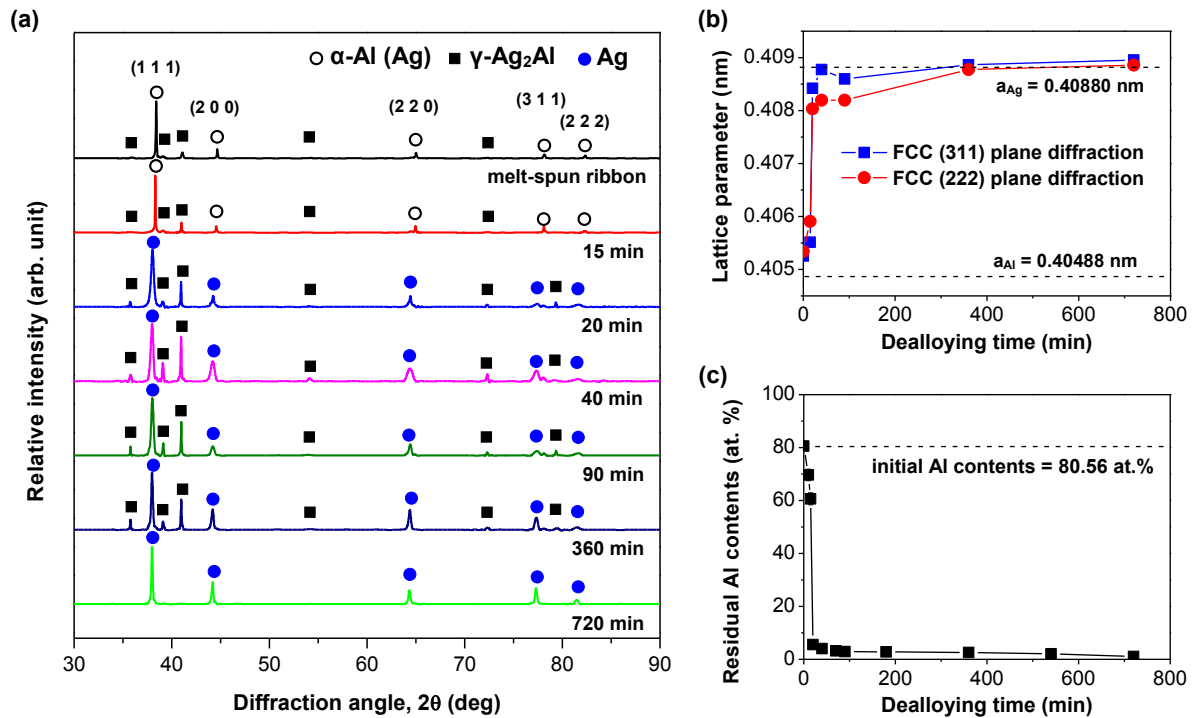 (a)
○ α-Al (Ag) ■ γ-Ag₂Al ● Ag
(1 1 1)
(2 0 0)
(2 2 0)
(3 1 1)
(2 2 2)
melt-spun ribbon
15 min
20 min
40 min
90 min
360 min
720 min
Relative intensity (arb. unit)
30 40 50 60 70 80 90
Diffraction angle, 2θ (deg)
(b)
0.409
0.408
0.407
0.406
0.405
Lattice parameter (nm)
a_Ag = 0.40880 nm
FCC (311) plane diffraction
FCC (222) plane diffraction
a_Al = 0.40488 nm
0 200 400 600 800
Dealloying time (min)
(c)
100
80
60
40
20
0
Residual Al contents (at. %)
initial Al contents = 80.56 at.%
0 200 400 600 800
Dealloying time (min)